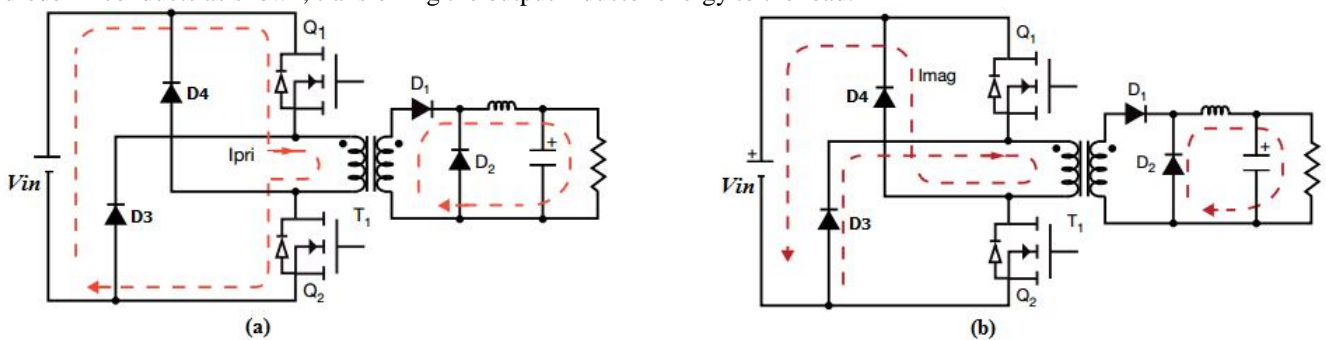 Q1
D4
D1
Ipri
+
D2
Vin
D3
T1
Q2
(a)
Q1
Imag
D4
D1
+
D2
+
Vin
D3
T1
Q2
(b)